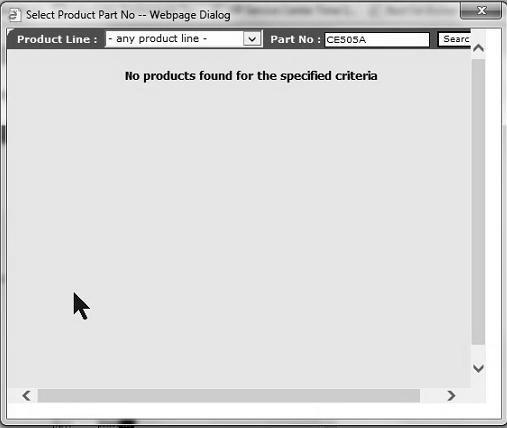 Select Product Part No -- Webpage Dialog
Product Line : - any product line - Part No : CE505A Searc
No products found for the specified criteria